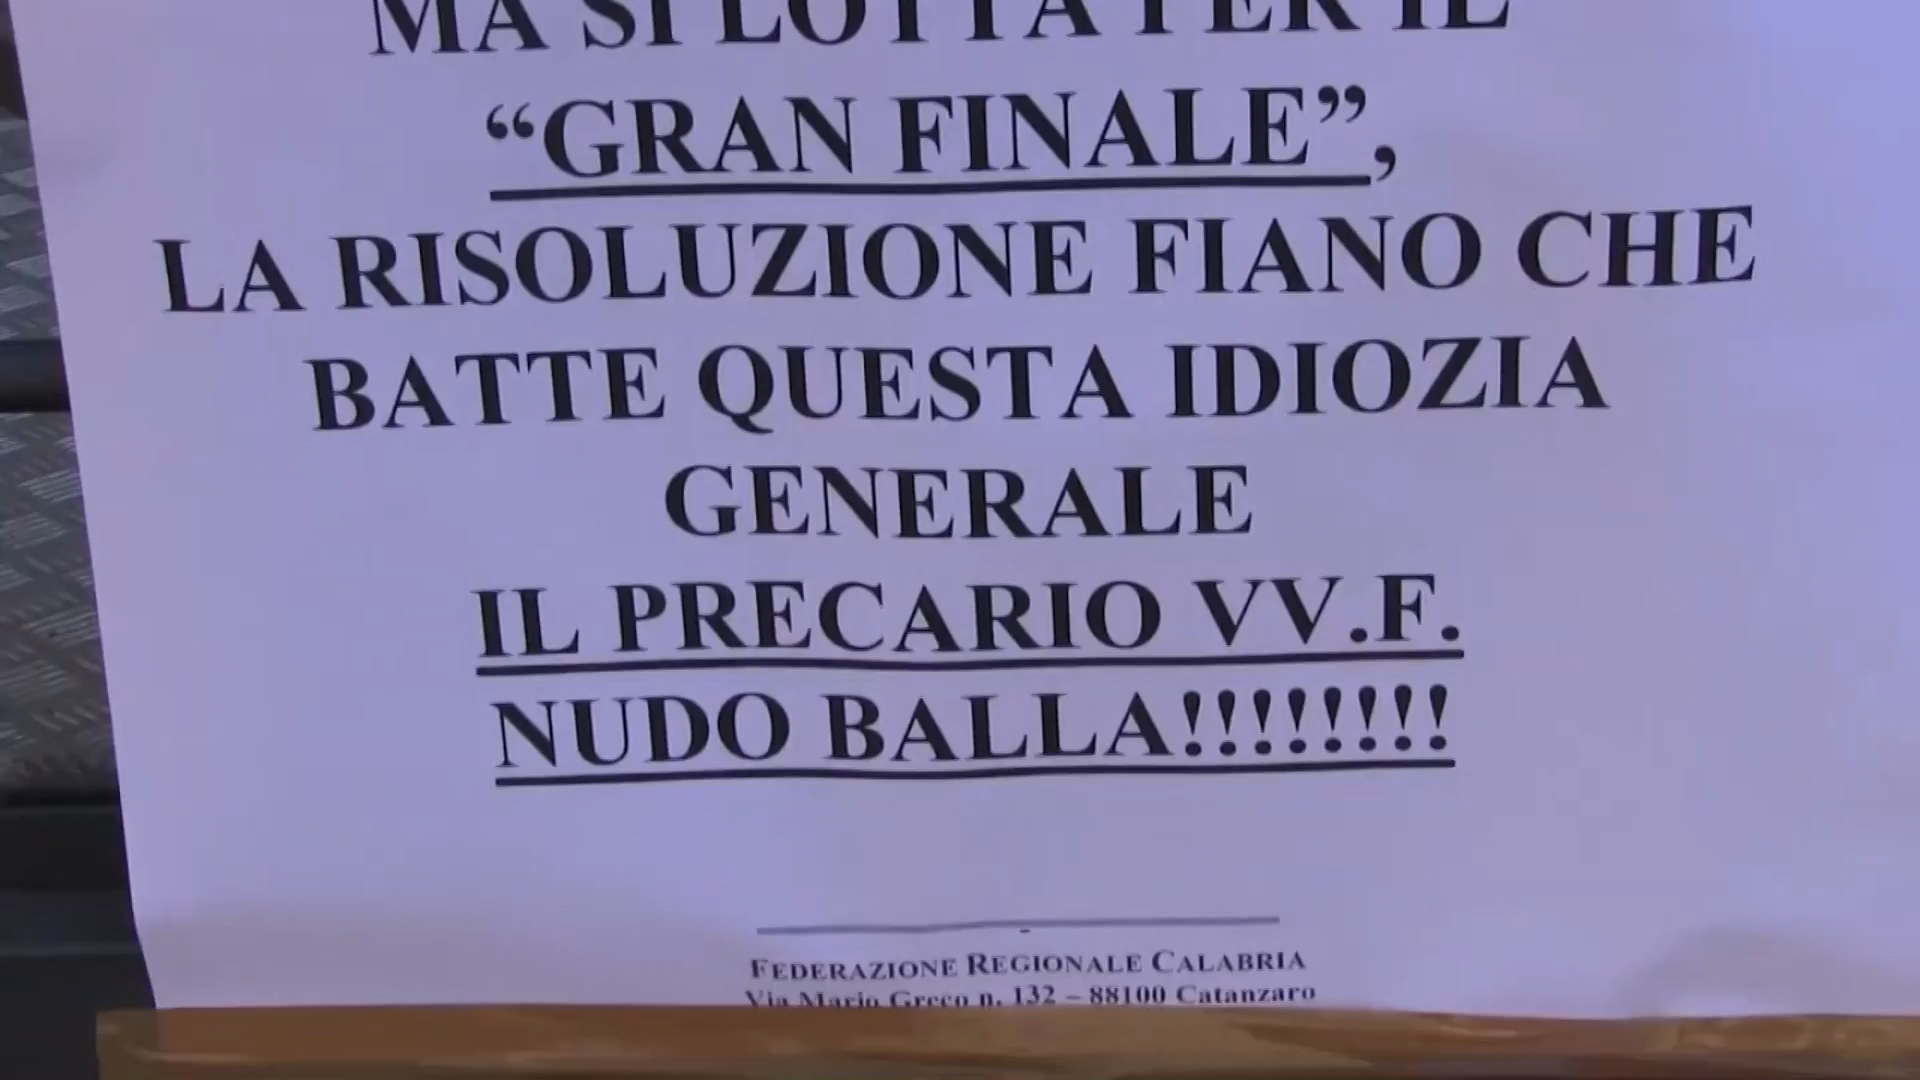 MA SI LOTTA PER IL
“GRAN FINALE”,
LA RISOLUZIONE FIANO CHE
BATTE QUESTA IDIOZIA
GENERALE
IL PRECARIO VV.F.
NUDO BALLA!!!!!!!!
FEDERAZIONE REGIONALE CALABRIA
Via Mario Greco n. 132 – 88100 Catanzaro